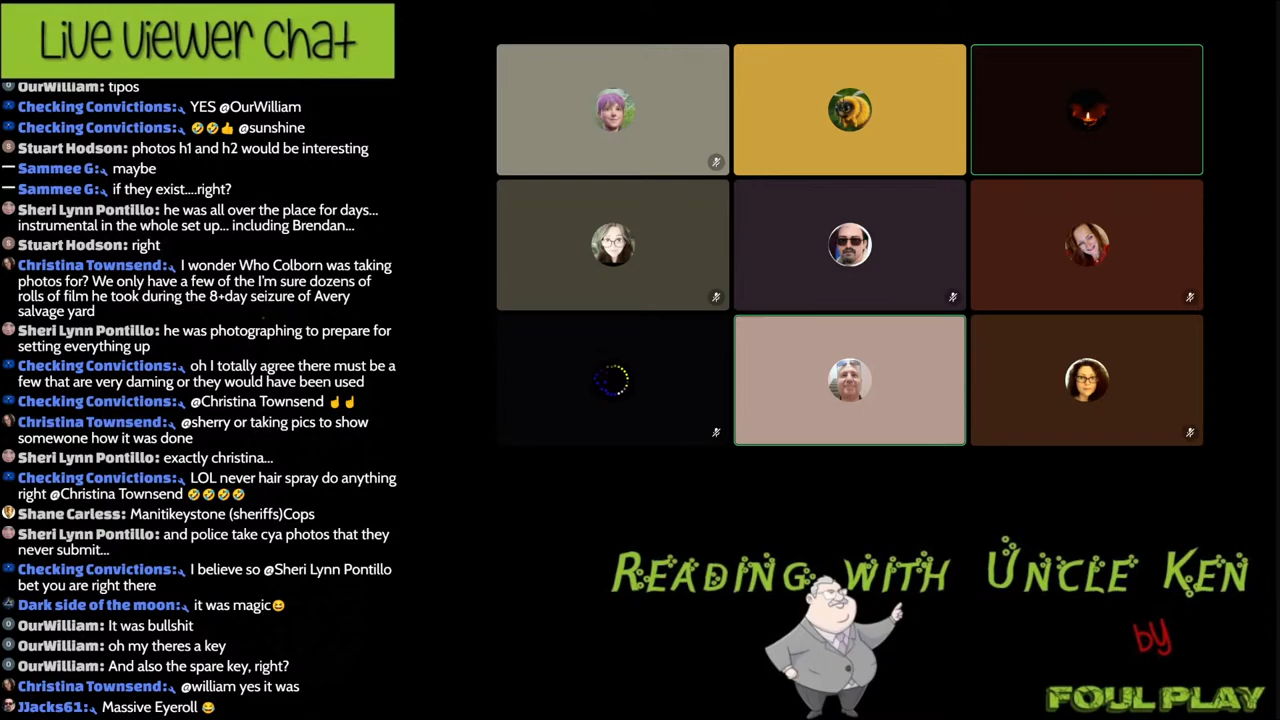 Live Viewer Chat
OurWilliam: tipos
Checking Convictions: YES @OurWilliam
Checking Convictions: 🤣🤣👍 @sunshine
Stuart Hodson: photos h1 and h2 would be interesting
Sammee G: maybe
Sammee G: if they exist....right?
Sheri Lynn Pontillo: he was all over the place for days...
instrumental in the whole set up... including Brendan...
Stuart Hodson: right
Christina Townsend: I wonder Who Colborn was taking
photos for? We only have a few of the I'm sure dozens of
rolls of film he took during the 8+day seizure of Avery
salvage yard
Sheri Lynn Pontillo: he was photographing to prepare for
setting everything up
Checking Convictions: oh I totally agree there must be a
few that are very daming or they would have been used
Checking Convictions: @Christina Townsend ☝️☝️
Christina Townsend: @sherry or taking pics to show
somewone how it was done
Sheri Lynn Pontillo: exactly christina...
Checking Convictions: LOL never hair spray do anything
right @Christina Townsend 🤣🤣🤣🤣
Shane Carless: Manitikeystone (sheriffs)Cops
Sheri Lynn Pontillo: and police take cya photos that they
never submit...
Checking Convictions: I believe so @Sheri Lynn Pontillo
bet you are right there
Dark side of the moon: it was magic😆
OurWilliam: It was bullshit
OurWilliam: oh my theres a key
OurWilliam: And also the spare key, right?
Christina Townsend: @william yes it was
JJacks61: Massive Eyeroll 😂
Reading with Uncle Ken
by
FOUL PLAY